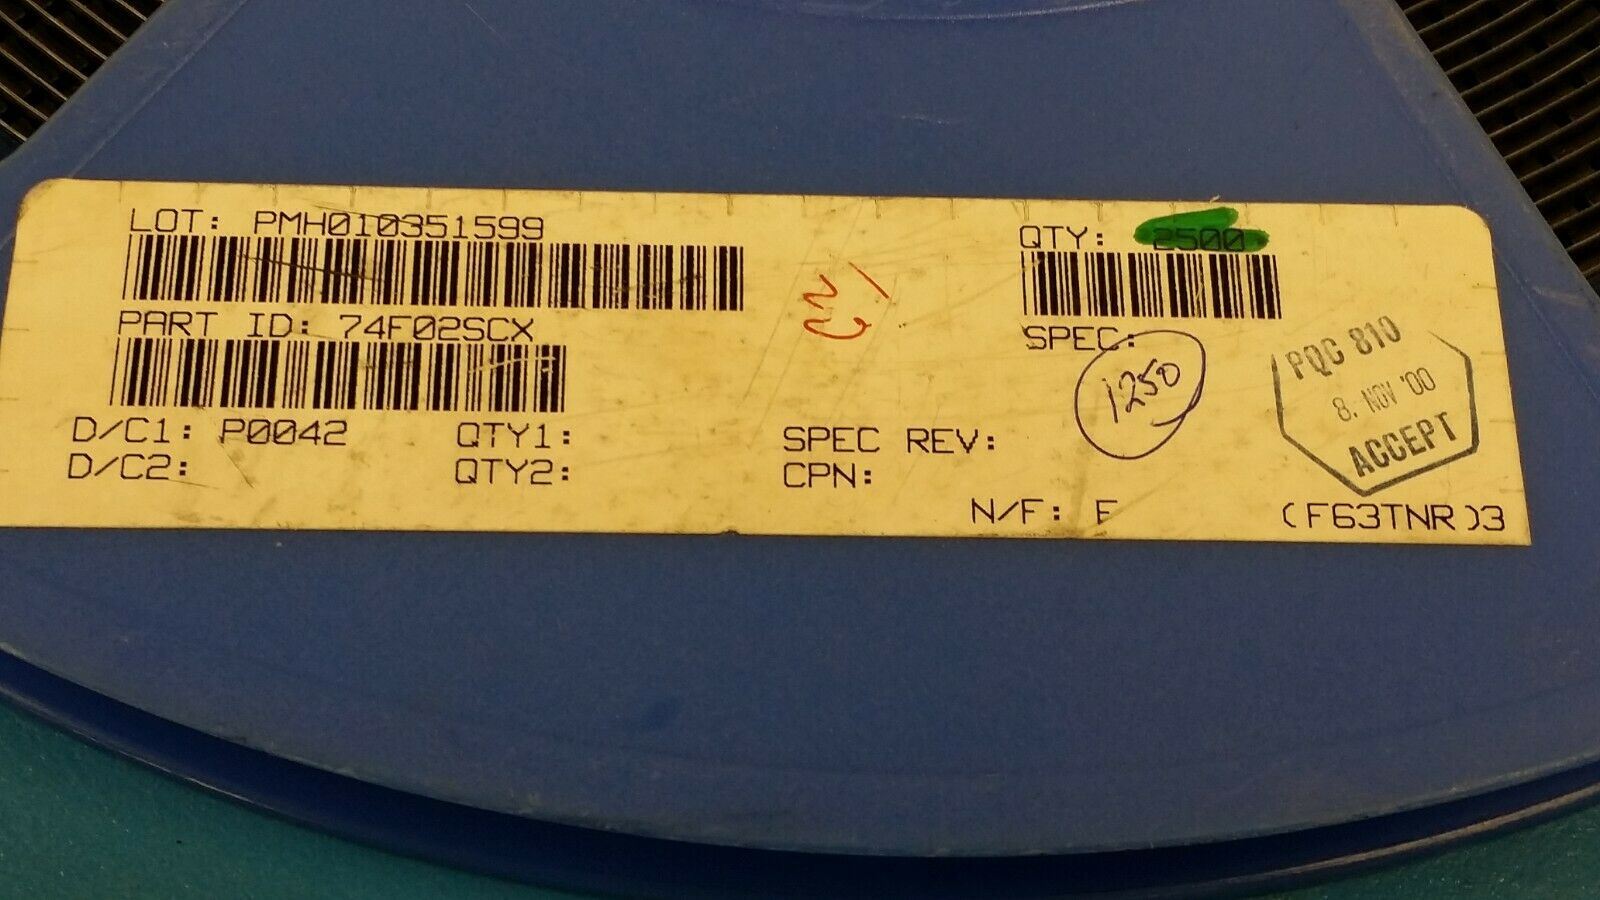 LOT: PMH010351599
QTY: 2500
PART ID: 74F02SCX
SPEC:
1250
PQC 810
8. NOV '00
ACCEPT
D/C1: P0042 QTY1:
SPEC REV:
D/C2: QTY2:
CPN:
N/F: F
(F63TNR)3